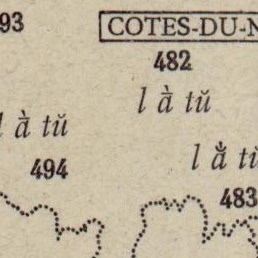 93
COTES-DU-N
482
l à tŭ
l à tŭ
l ằ tŭ
494
483